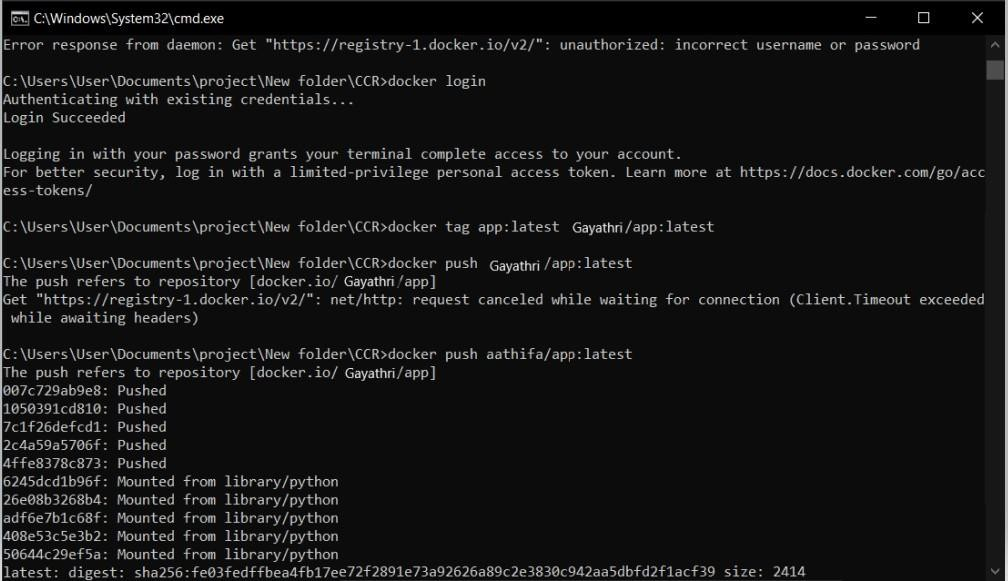 C:\Windows\System32\cmd.exe
Error response from daemon: Get "https://registry-1.docker.io/v2/": unauthorized: incorrect username or password
C:\Users\User\Documents\project\New folder\CCR>docker login
Authenticating with existing credentials...
Login Succeeded
Logging in with your password grants your terminal complete access to your account.
For better security, log in with a limited-privilege personal access token. Learn more at https://docs.docker.com/go/acc
ess-tokens/
C:\Users\User\Documents\project\New folder\CCR>docker tag app:latest Gayathri/app:latest
C:\Users\User\Documents\project\New folder\CCR>docker push Gayathri/app:latest
The push refers to repository [docker.io/ Gayathri/app]
Get "https://registry-1.docker.io/v2/": net/http: request canceled while waiting for connection (Client.Timeout exceeded
while awaiting headers)
C:\Users\User\Documents\project\New folder\CCR>docker push aathifa/app:latest
The push refers to repository [docker.io/ Gayathri/app]
007c729ab9e8: Pushed
1050391cd810: Pushed
7c1f26defcd1: Pushed
2c4a59a5706f: Pushed
4ffe8378c873: Pushed
6245dcd1b96f: Mounted from library/python
26e08b3268b4: Mounted from library/python
adf6e7b1c68f: Mounted from library/python
408e53c5e3b2: Mounted from library/python
50644c29ef5a: Mounted from library/python
latest: digest: sha256:fe03fedffbea4fb17ee72f2891e73a92626a89c2e3830c942aa5dbfd2f1acf39 size: 2414